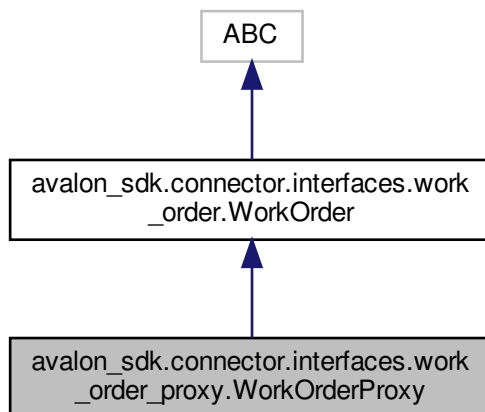 ABC
avalon_sdk.connector.interfaces.work
_order.WorkOrder
avalon_sdk.connector.interfaces.work
_order_proxy.WorkOrderProxy